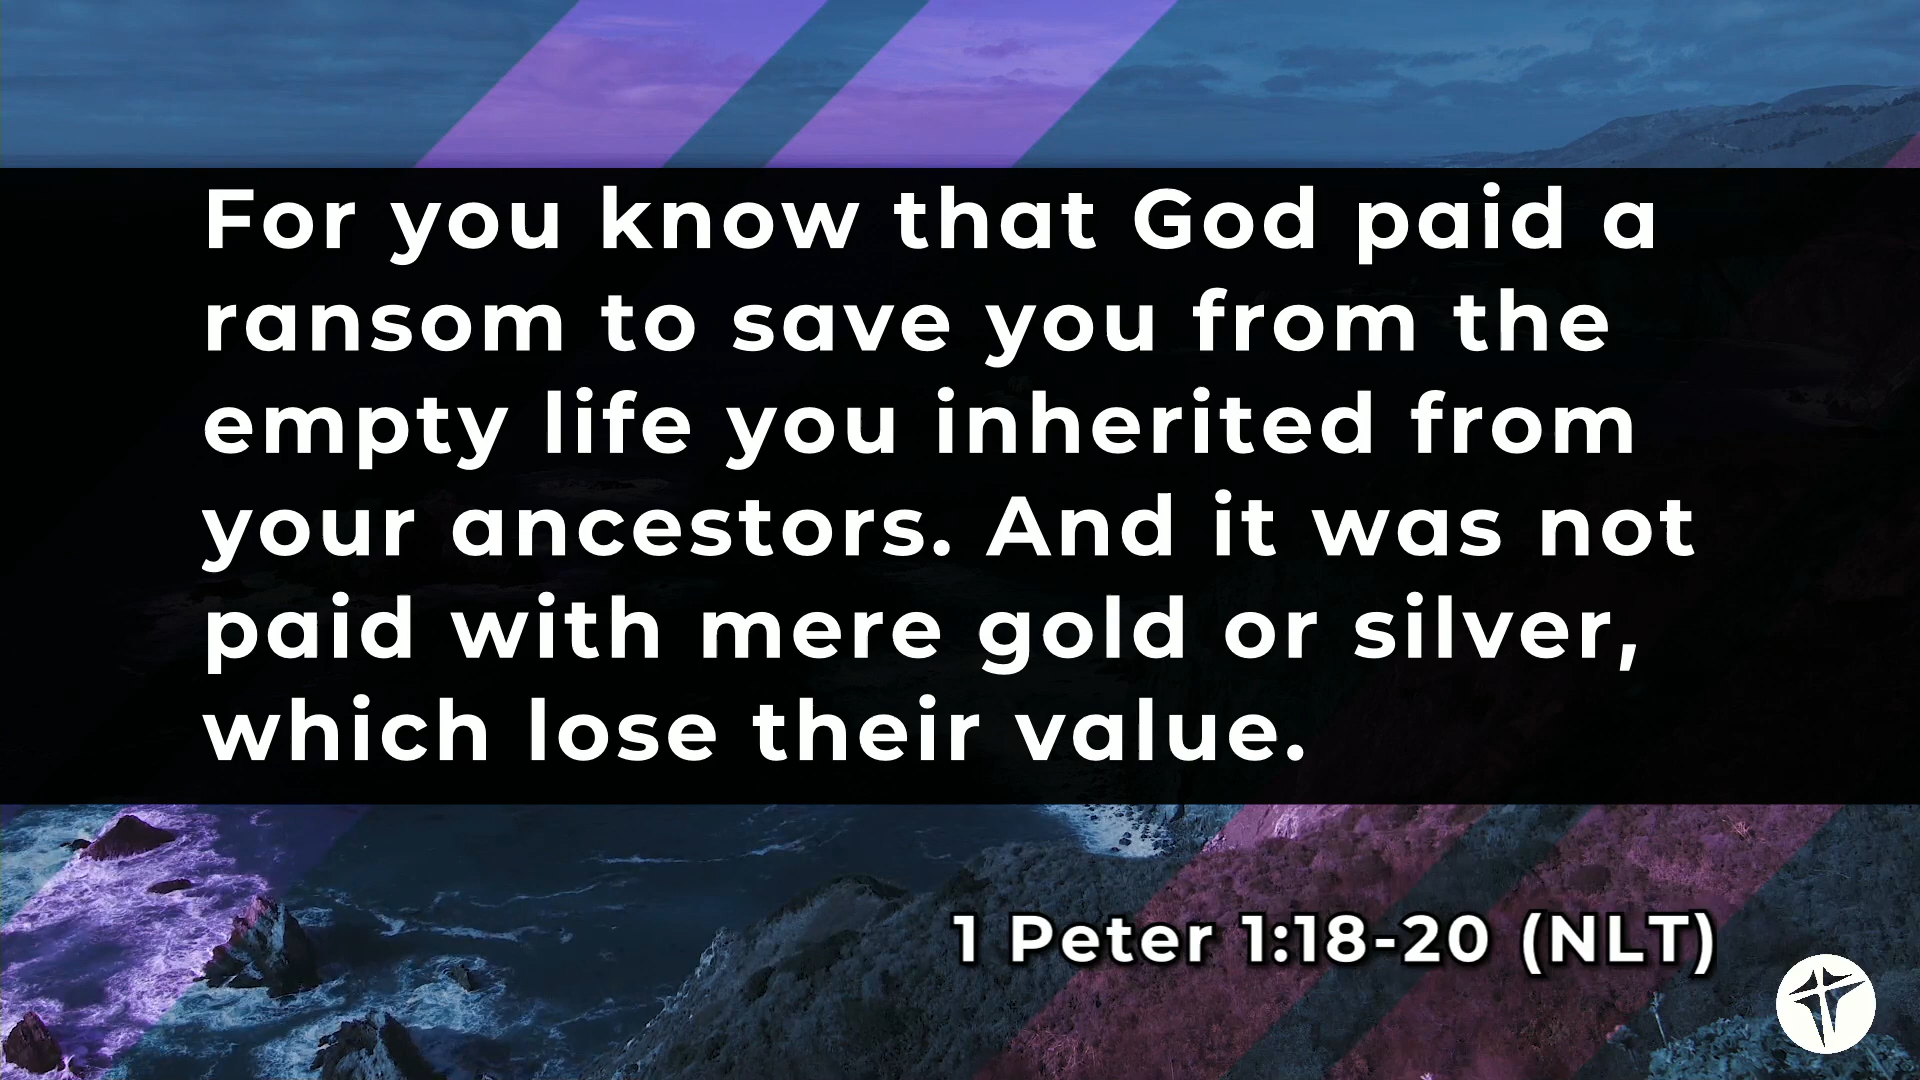 For you know that God paid a
ransom to save you from the
empty life you inherited from
your ancestors. And it was not
paid with mere gold or silver,
which lose their value.
1 Peter 1:18-20 (NLT)